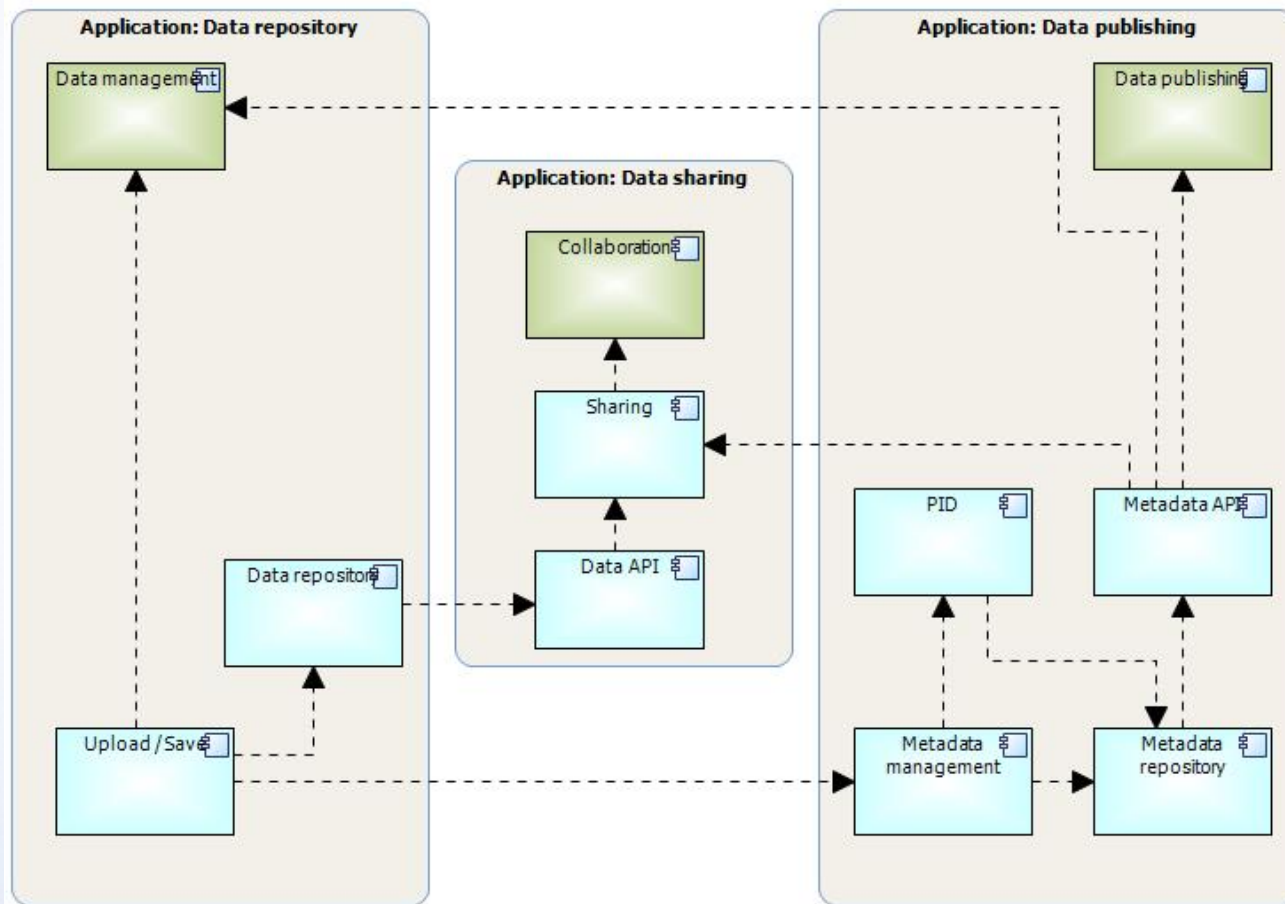 Application: Data repository
Data management
Upload / Save
Data repository
Application: Data sharing
Collaboration
Sharing
Data API
Application: Data publishing
Data publishing
PID
Metadata API
Metadata
management
Metadata
repository